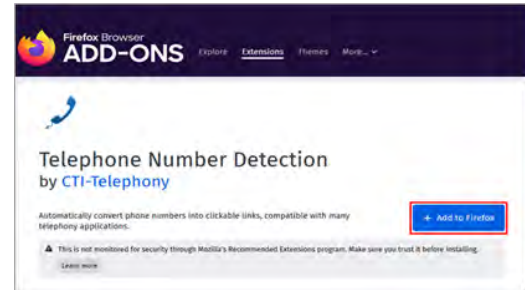 Firefox Browser
ADD-ONS
Explore Extensions Themes More...
Telephone Number Detection
by CTI-Telephony
Automatically convert phone numbers into clickable links, compatible with many
telephony applications.
+ Add to Firefox
This is not monitored for security through Mozilla's Recommended Extensions program. Make sure you trust it before installing.
Learn more